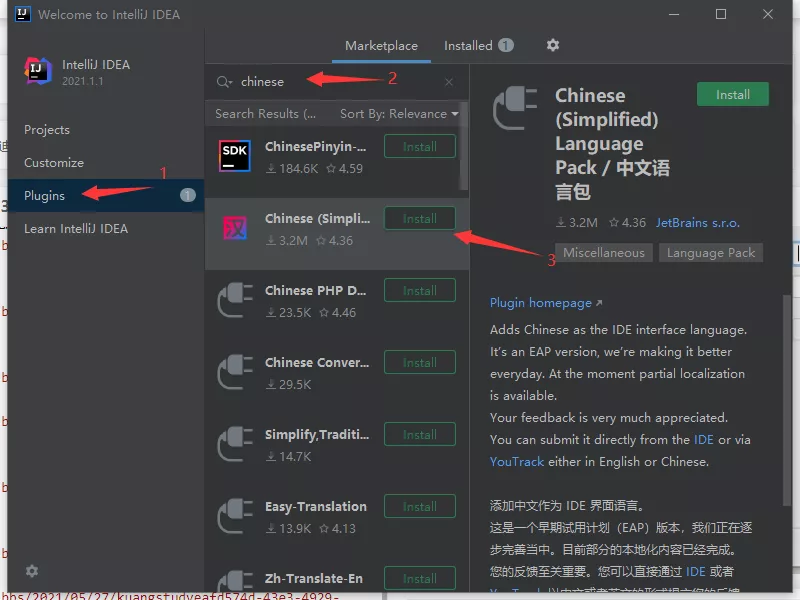 Welcome to IntelliJ IDEA
IntelliJ IDEA
2021.1.1
Projects
Customize
1
Plugins
1
Learn IntelliJ IDEA
Marketplace
Installed 1
chinese
2
Search Results (...
Sort By: Relevance
SDK
ChinesePinyin-...
Install
184.6K 4.59
汉
Chinese (Simpli...
Install
3.2M 4.36
3
Chinese PHP D...
Install
23.5K 4.46
Chinese Conver...
Install
29.5K
Simplify,Traditi...
Install
14.7K
Easy-Translation
Install
13.9K 4.13
Zh-Translate-En
Install
Chinese
(Simplified)
Language
Pack / 中文语
言包
Install
3.2M 4.36 JetBrains s.r.o.
Miscellaneous
Language Pack
Plugin homepage
Adds Chinese as the IDE interface language.
It's an EAP version, we're making it better
everyday. At the moment partial localization
is available.
Your feedback is very much appreciated.
You can submit it directly from the IDE or via
YouTrack either in English or Chinese.
添加中文作为 IDE 界面语言。
这是一个早期试用计划（EAP）版本，我们正在逐
步完善当中。目前部分的本地化内容已经完成。
您的反馈至关重要。您可以直接通过 IDE 或者